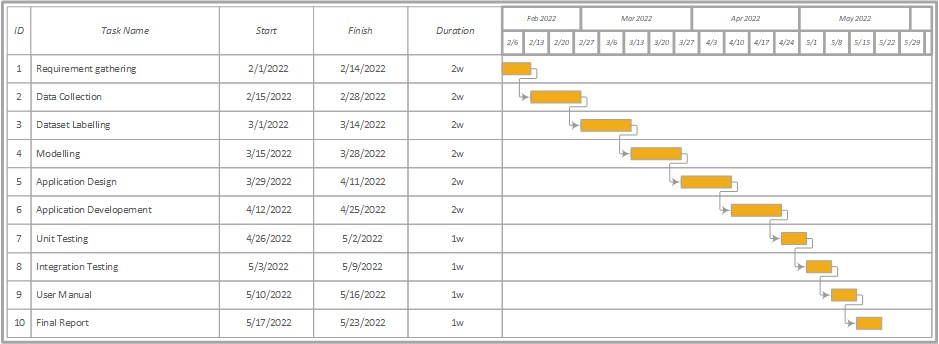 ID Task Name Start Finish Duration Feb 2022 Mar 2022 Apr 2022 May 2022
2/6 2/13 2/20 2/27 3/6 3/13 3/20 3/27 4/3 4/10 4/17 4/24 5/1 5/8 5/15 5/22 5/29
1 Requirement gathering 2/1/2022 2/14/2022 2w
2 Data Collection 2/15/2022 2/28/2022 2w
3 Dataset Labelling 3/1/2022 3/14/2022 2w
4 Modelling 3/15/2022 3/28/2022 2w
5 Application Design 3/29/2022 4/11/2022 2w
6 Application Developement 4/12/2022 4/25/2022 2w
7 Unit Testing 4/26/2022 5/2/2022 1w
8 Integration Testing 5/3/2022 5/9/2022 1w
9 User Manual 5/10/2022 5/16/2022 1w
10 Final Report 5/17/2022 5/23/2022 1w